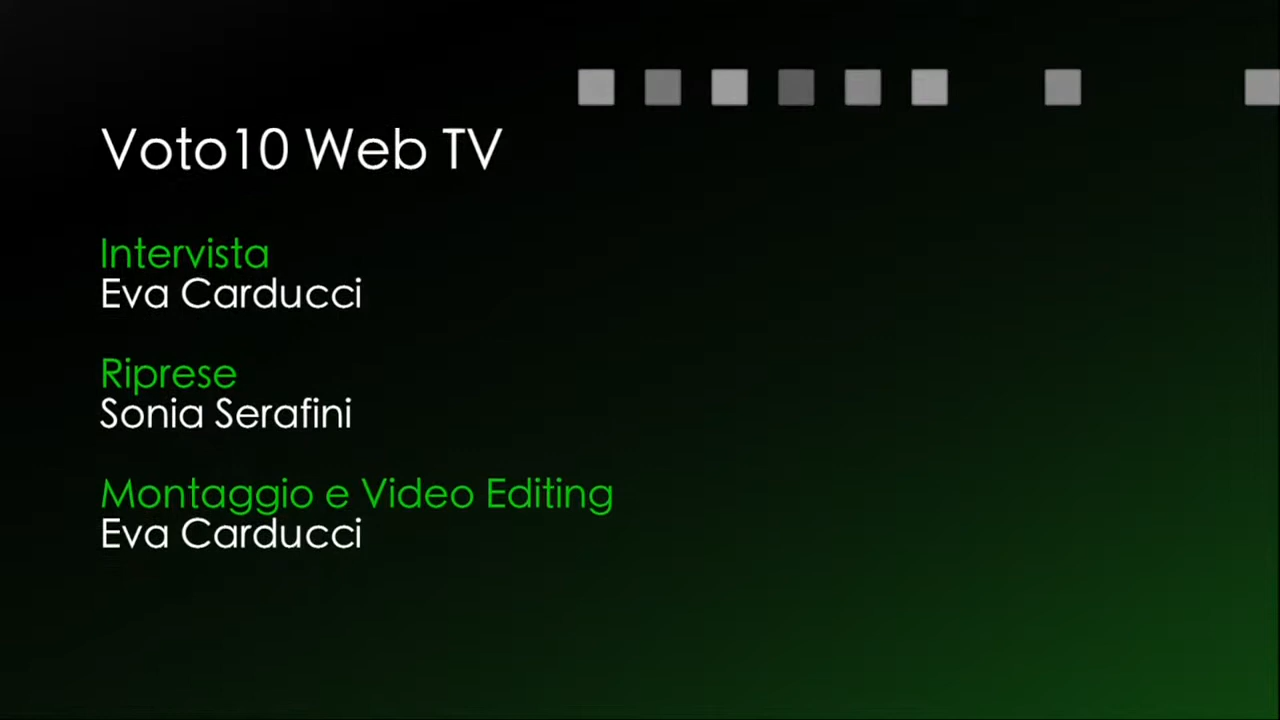 Voto10 Web TV
Intervista
Eva Carducci
Riprese
Sonia Serafini
Montaggio e Video Editing
Eva Carducci